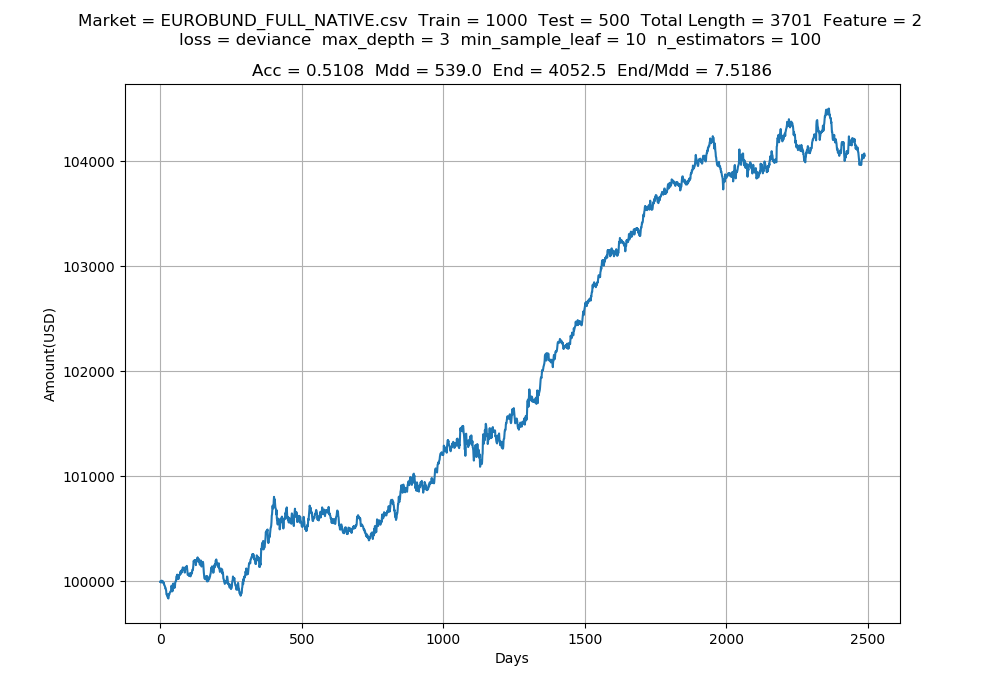 Market = EUROBUND_FULL_NATIVE.csv  Train = 1000  Test = 500  Total Length = 3701  Feature = 2
loss = deviance  max_depth = 3  min_sample_leaf = 10  n_estimators = 100
Acc = 0.5108  Mdd = 539.0  End = 4052.5  End/Mdd = 7.5186
104000
103000
102000
101000
100000
Amount(USD)
0
500
1000
1500
2000
2500
Days